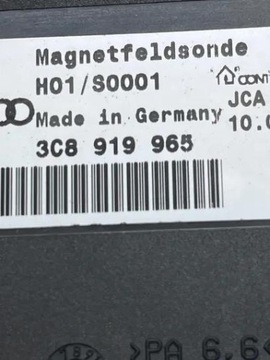 Magnetfeldsonde
H01/S0001
JCA
Made in Germany
10.0
3C8 919 965
>PA 6.6<